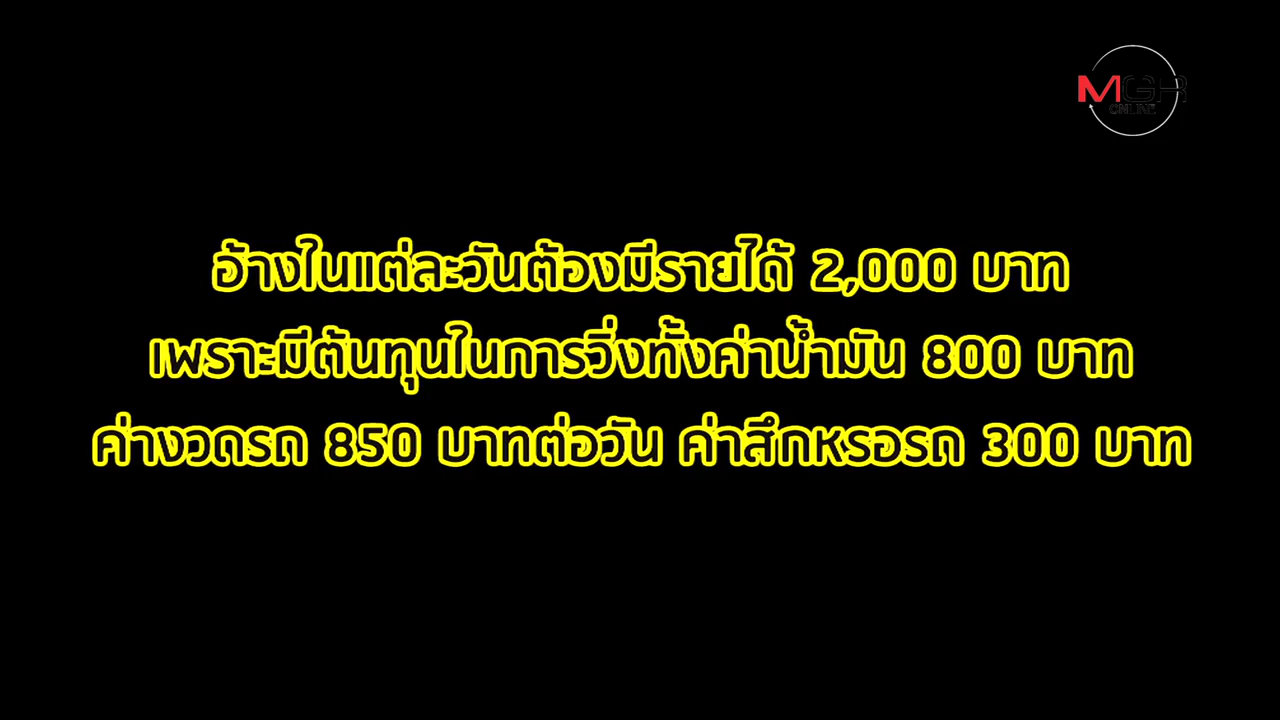 MGR
ONLINE
อ้างในแต่ละวันต้องมีรายได้ 2,000 บาท
เพราะมีต้นทุนในการวิ่งทั้งค่าน้ำมัน 800 บาท
ค่างวดรถ 850 บาทต่อวัน ค่าสึกหรอรถ 300 บาท